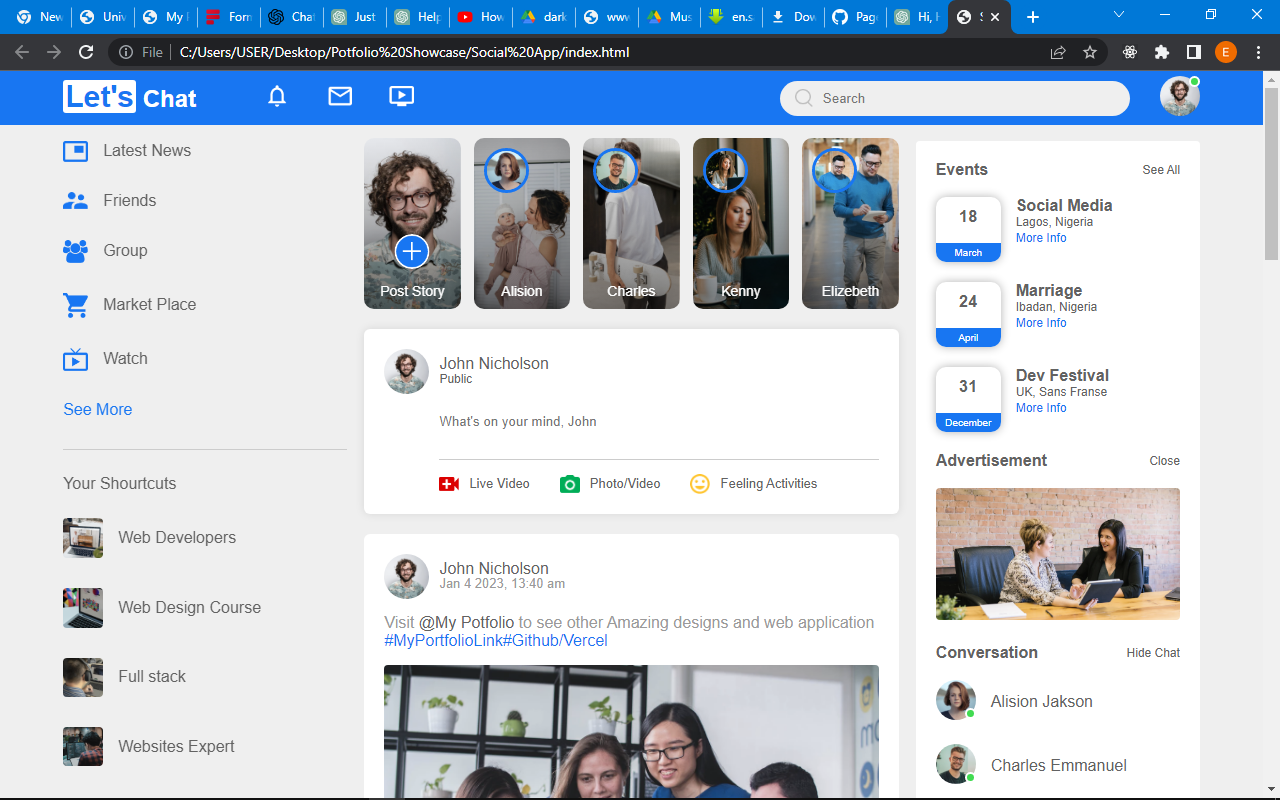 New
Univ
My I
Form
Chat
Just
Help
How
dark
www
Mus
en.sa
Dow
Page
Hi, H
S
File
C:/Users/USER/Desktop/Potfolio%20Showcase/Social%20App/index.html
E
Let's Chat
Search
Latest News
Friends
Group
Market Place
Watch
See More
Your Shourtcuts
Web Developers
Web Design Course
Full stack
Websites Expert
Post Story
Alision
Charles
Kenny
Elizebeth
John Nicholson
Public
What's on your mind, John
Live Video
Photo/Video
Feeling Activities
John Nicholson
Jan 4 2023, 13:40 am
Visit @My Potfolio to see other Amazing designs and web application
#MyPortfolioLink#Github/Vercel
Events
See All
18
March
Social Media
Lagos, Nigeria
More Info
24
April
Marriage
Ibadan, Nigeria
More Info
31
December
Dev Festival
UK, Sans Franse
More Info
Advertisement
Close
Conversation
Hide Chat
Alision Jakson
Charles Emmanuel